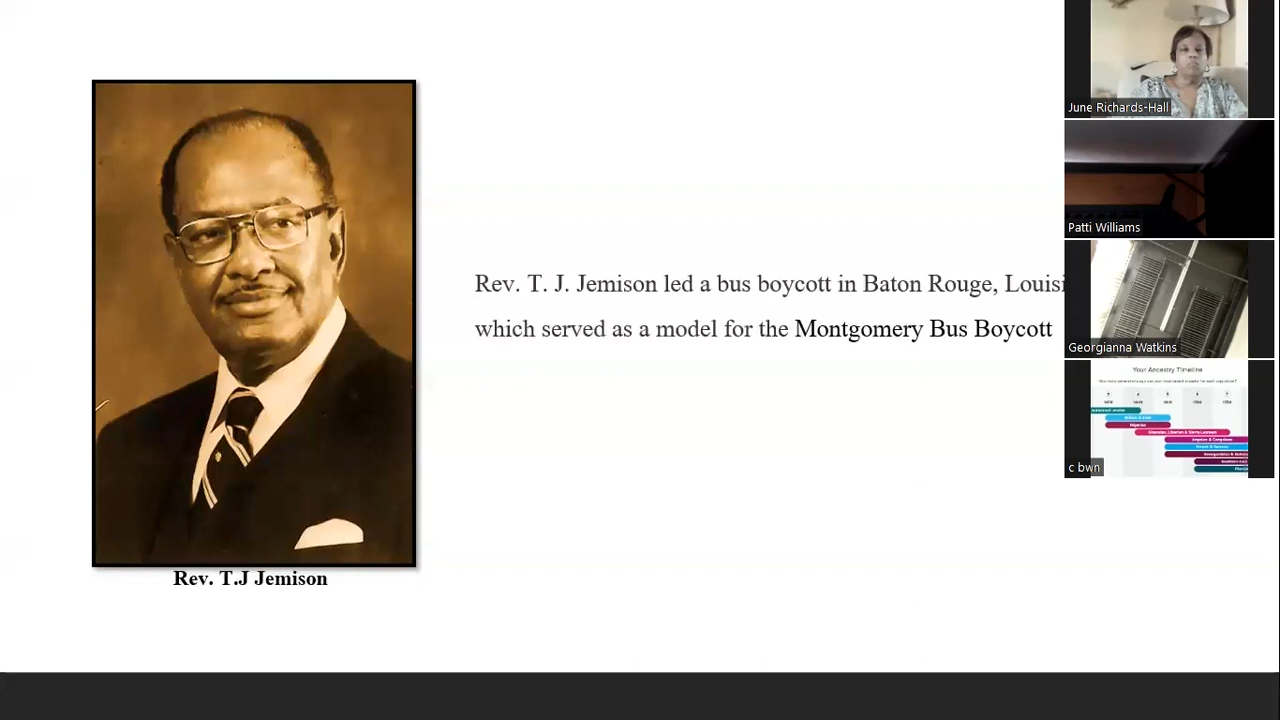 Rev. T. J. Jemison led a bus boycott in Baton Rouge,
which served as a model for the Montgomery Bus Boycott
Rev. T.J Jemison
June Richards-Hall
Patti Williams
Georgianna Watkins
Your Ancestry Timeline
c bwn